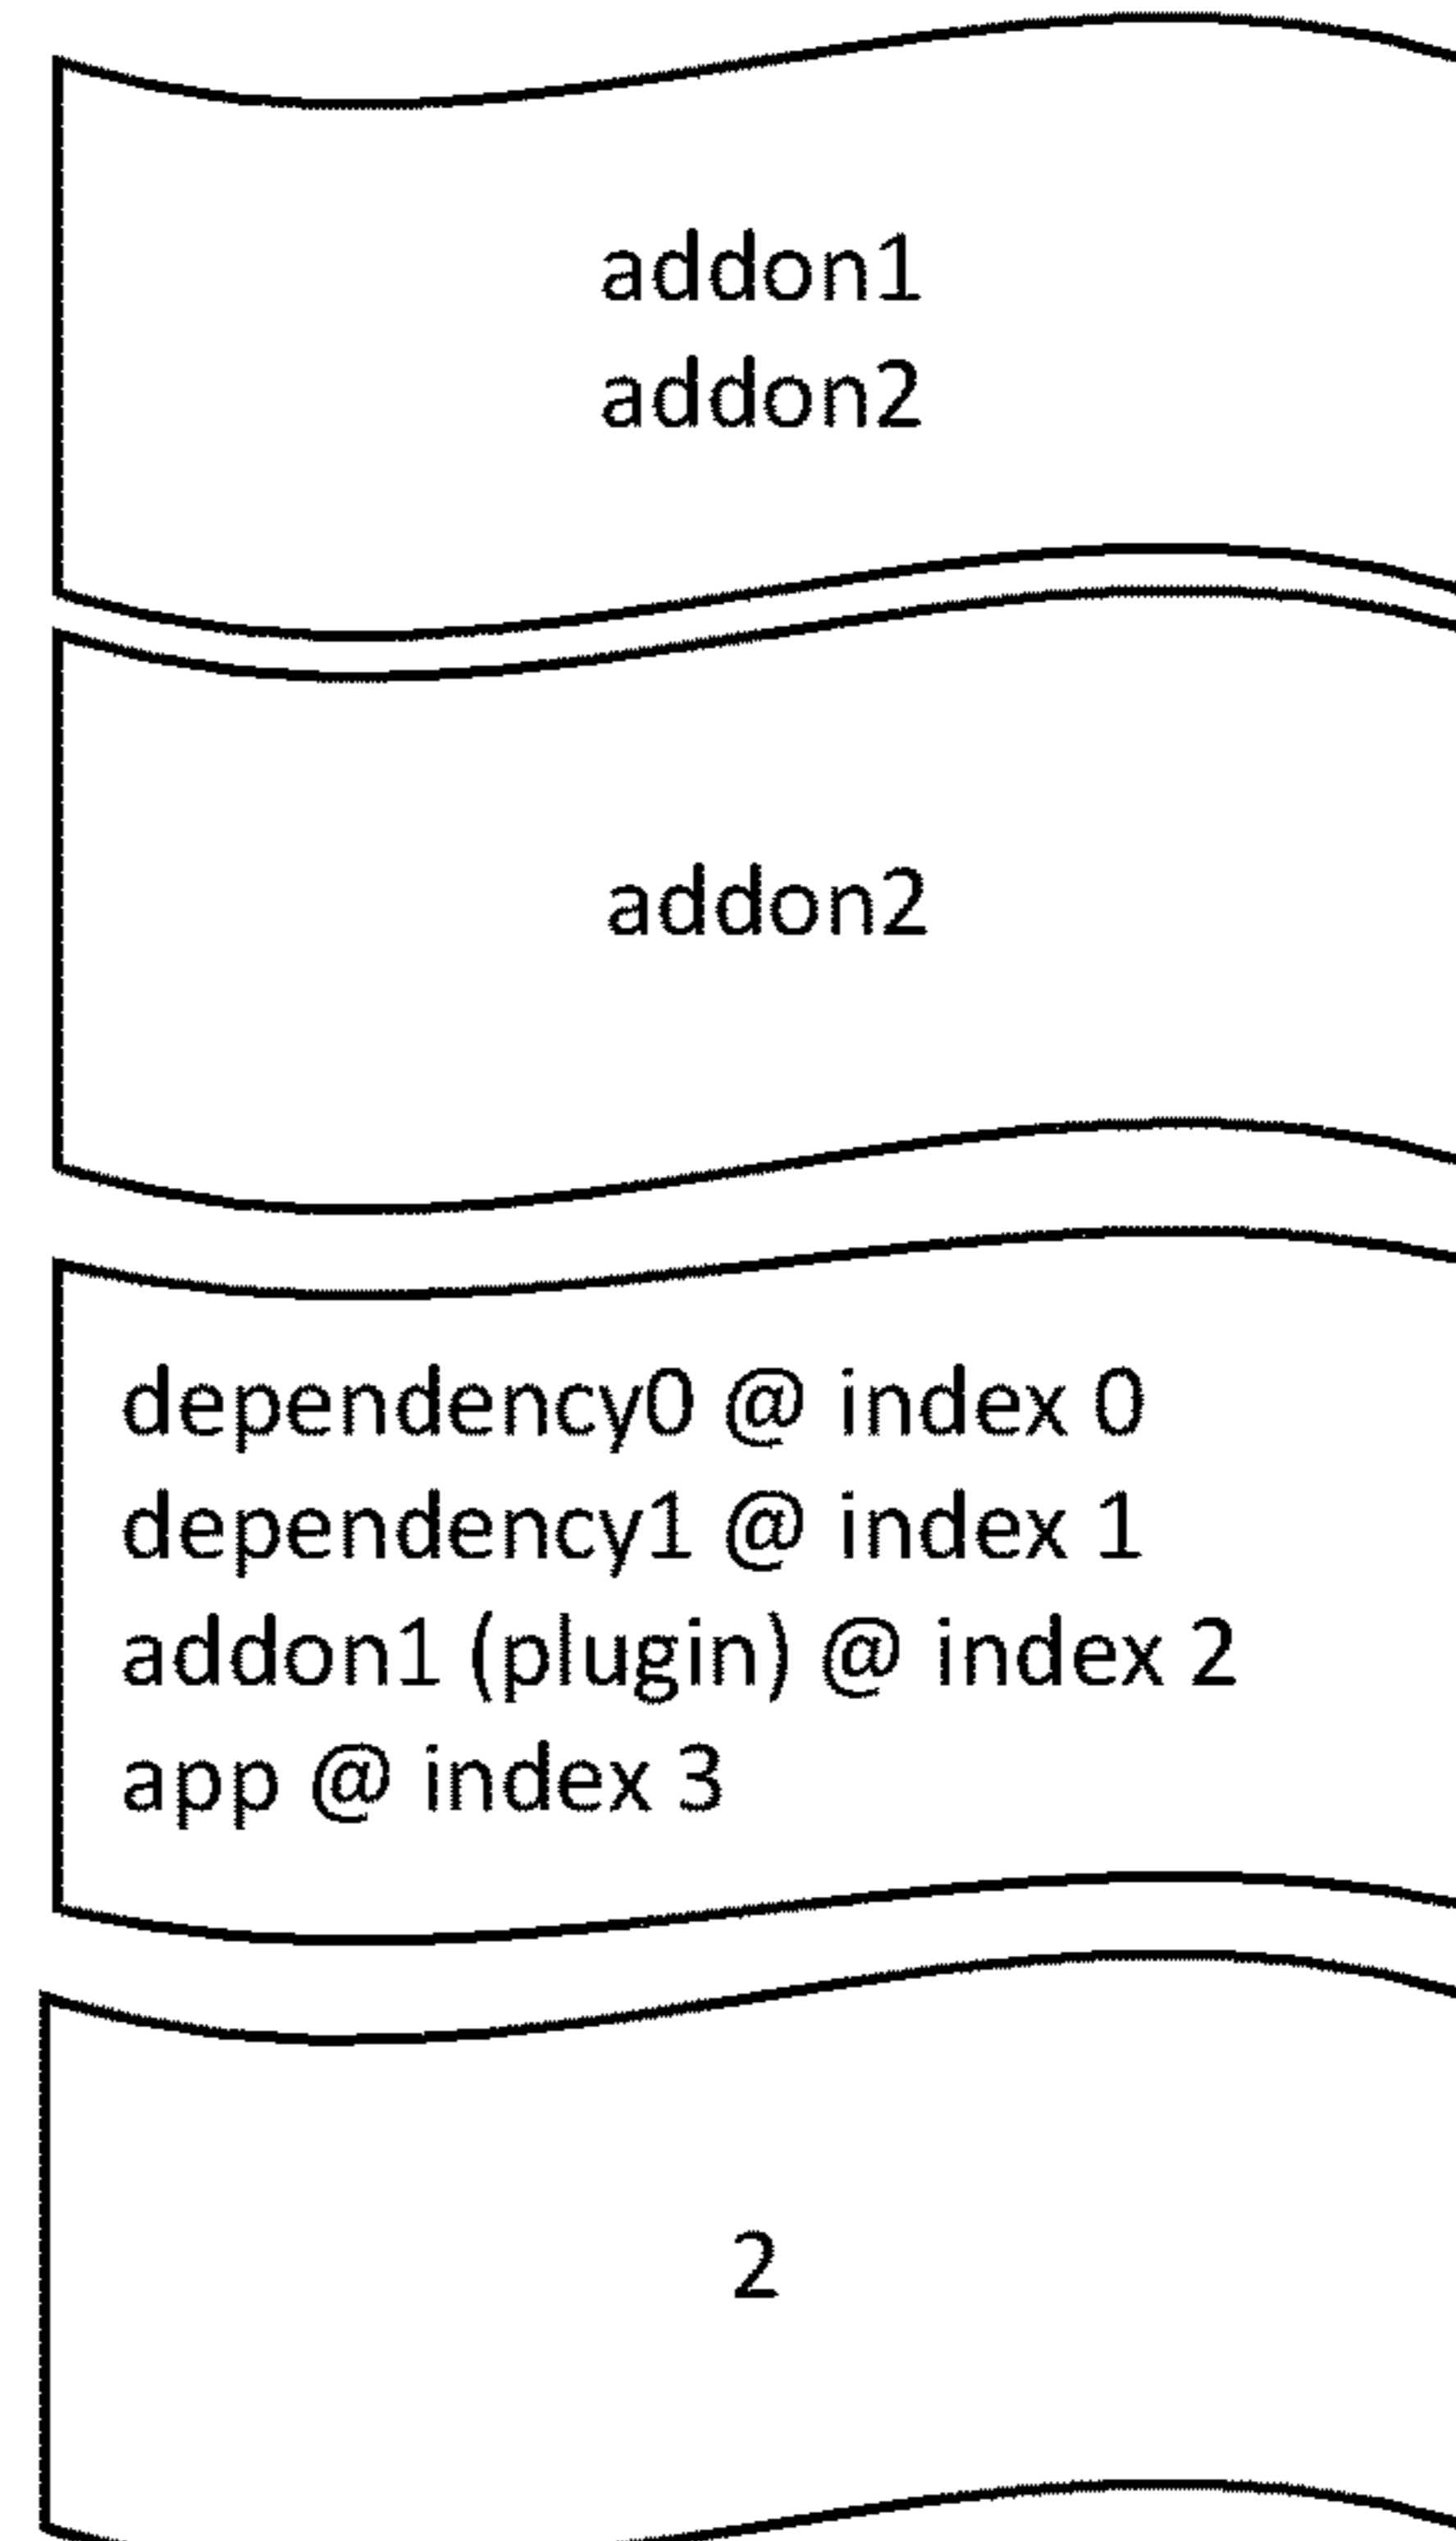 addon1
addon2
addon2
dependency0 @ index 0
dependency1 @ index 1
addon1 (plugin) @ index 2
app @ index 3
2